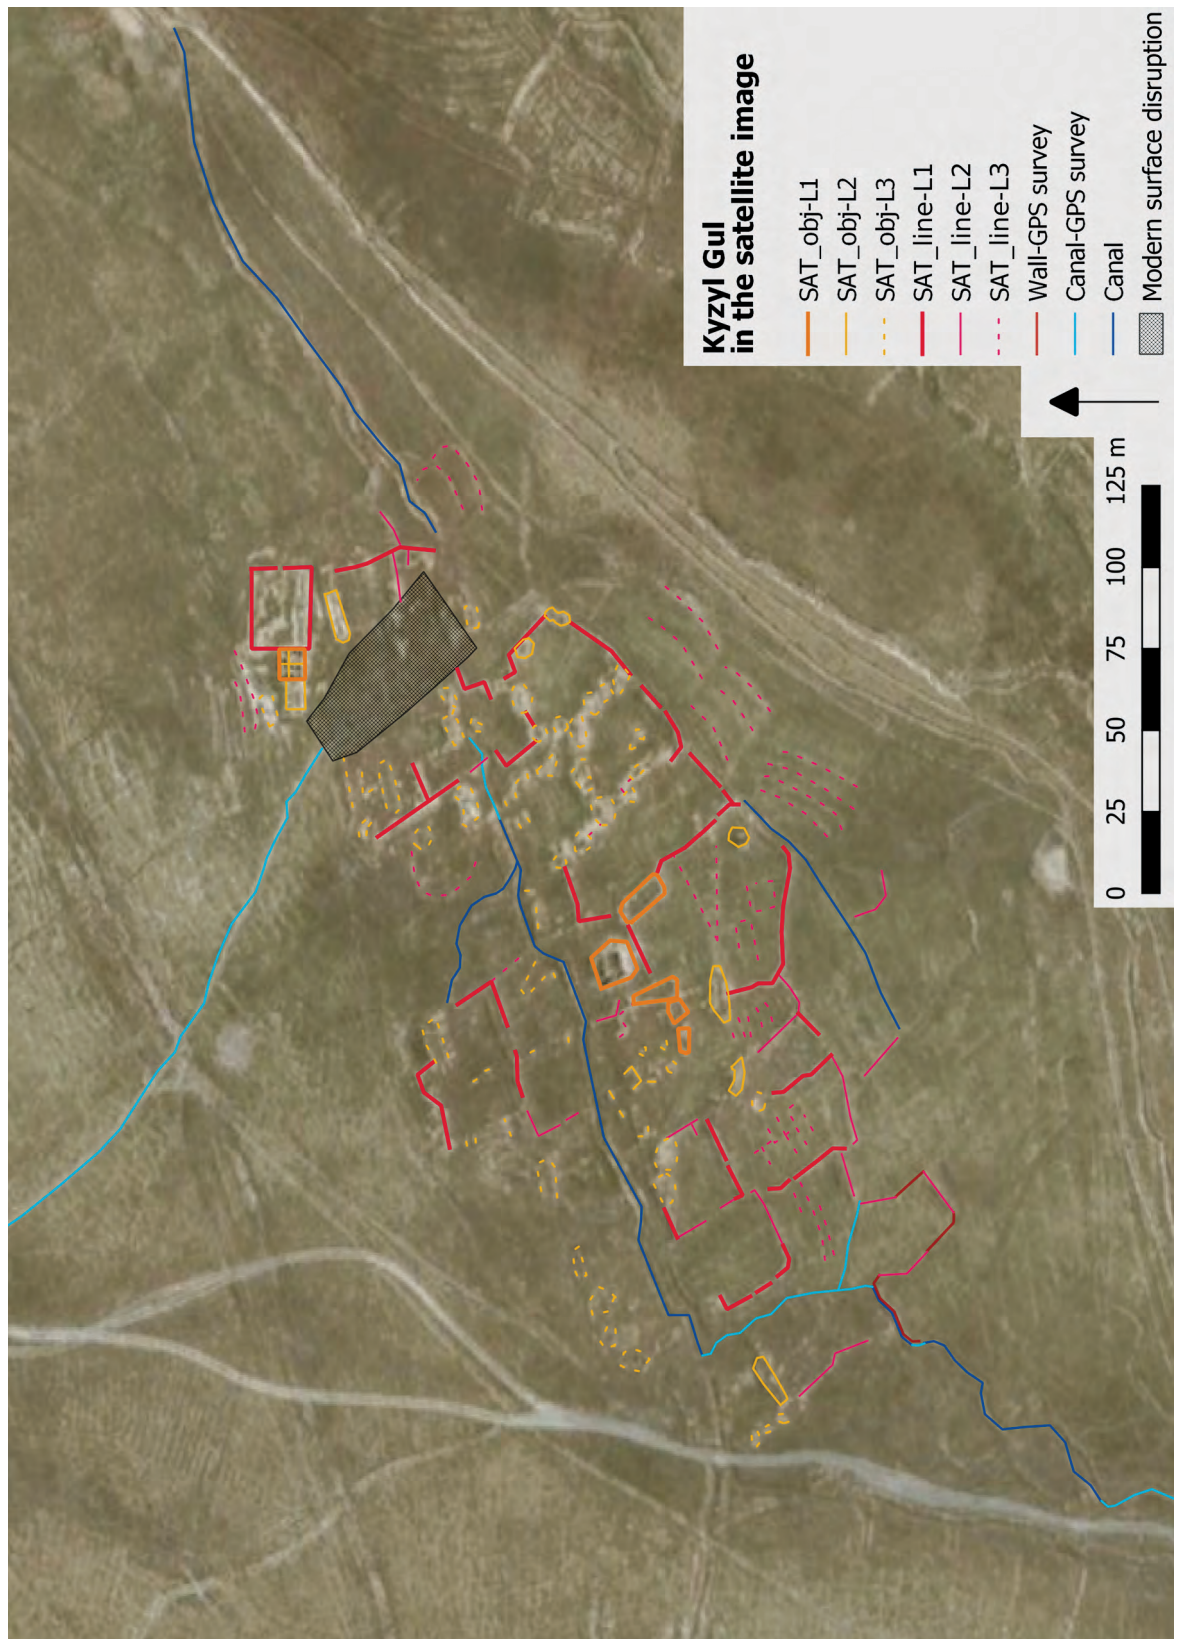 Kyzyl Gul
in the satellite image
SAT_obj-L1
SAT_obj-L2
SAT_obj-L3
SAT_line-L1
SAT_line-L2
SAT_line-L3
Wall-GPS survey
Canal-GPS survey
Canal
Modern surface disruption
0 25 50 75 100 125 m